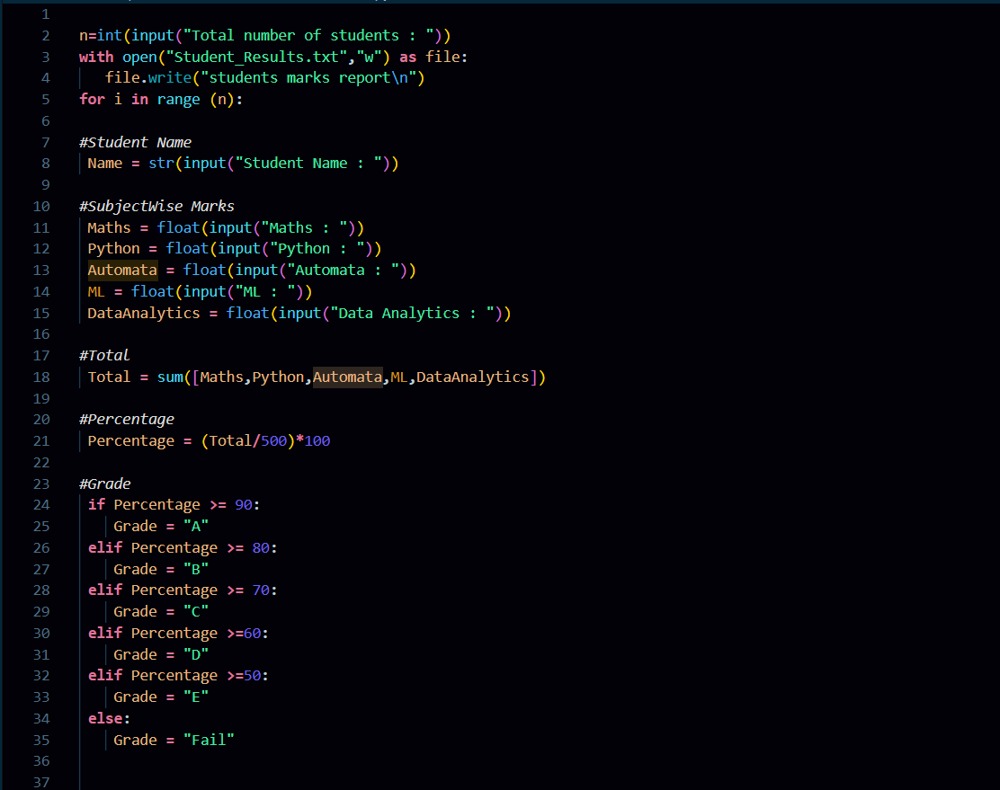 1
2 n=int(input("Total number of students : "))
3 with open("Student_Results.txt","w") as file:
4    file.write("students marks report\n")
5 for i in range (n):
6
7 #Student Name
8  Name = str(input("Student Name : "))
9
10 #SubjectWise Marks
11  Maths = float(input("Maths : "))
12  Python = float(input("Python : "))
13  Automata = float(input("Automata : "))
14  ML = float(input("ML : "))
15  DataAnalytics = float(input("Data Analytics : "))
16
17 #Total
18  Total = sum([Maths,Python,Automata,ML,DataAnalytics])
19
20 #Percentage
21  Percentage = (Total/500)*100
22
23 #Grade
24  if Percentage >= 90:
25     Grade = "A"
26  elif Percentage >= 80:
27     Grade = "B"
28  elif Percentage >= 70:
29     Grade = "C"
30  elif Percentage >=60:
31     Grade = "D"
32  elif Percentage >=50:
33     Grade = "E"
34  else:
35     Grade = "Fail"
36
37